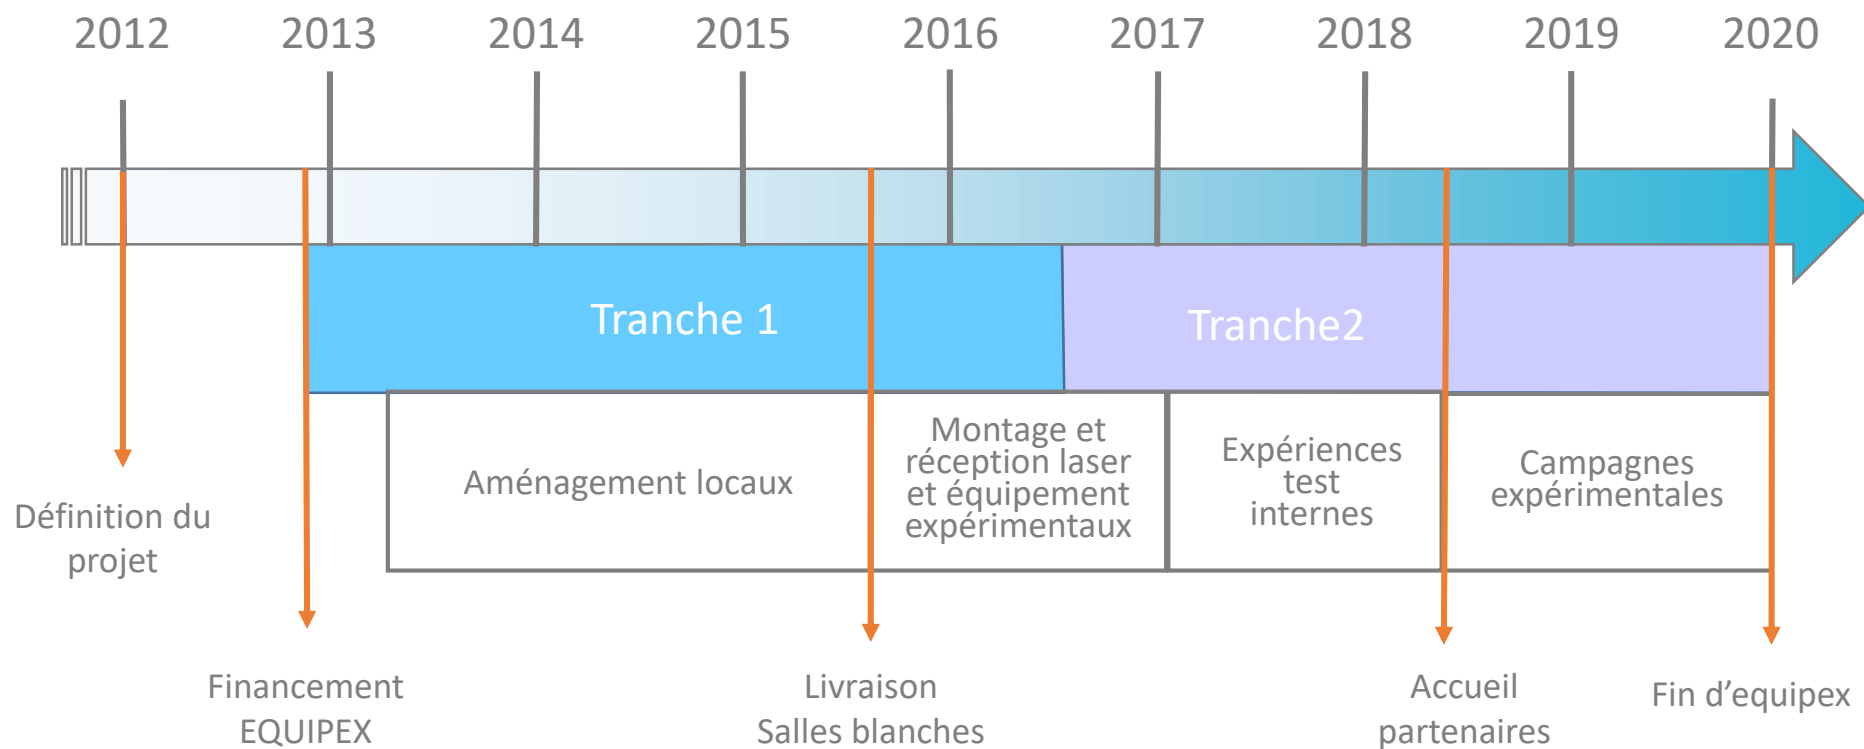 2012 2013 2014 2015 2016 2017 2018 2019 2020
Tranche 1
Tranche2
Aménagement locaux
Montage et
réception laser
et équipement
expérimentaux
Expériences
test
internes
Campagnes
expérimentales
Définition du
projet
Financement
EQUIPEX
Livraison
Salles blanches
Accueil
partenaires
Fin d’equipex